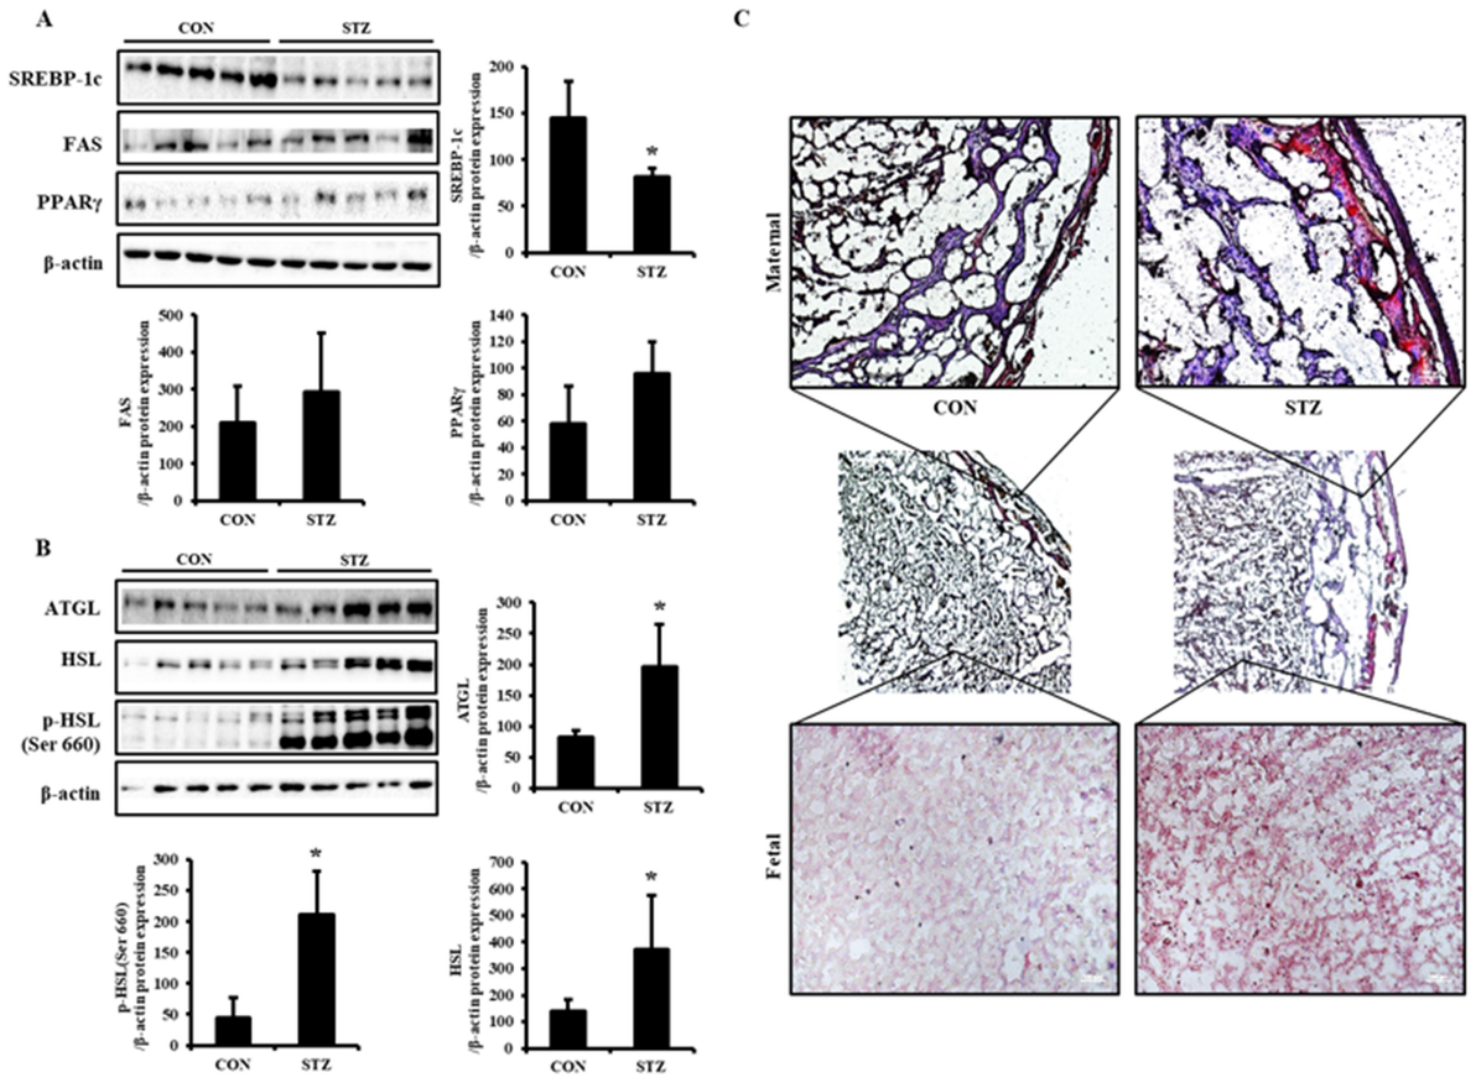 A
CON STZ
SREBP-1c
FAS
PPARγ
β-actin
SREBP-1c
/β-actin protein expression
200
150
100
50
0
*
CON STZ
FAS
/β-actin protein expression
500
400
300
200
100
0
CON STZ
PPARγ
/β-actin protein expression
140
120
100
80
60
40
20
0
CON STZ
B
CON STZ
ATGL
HSL
p-HSL
(Ser 660)
β-actin
ATGL
/β-actin protein expression
300
250
200
150
100
50
0
*
CON STZ
p-HSL(Ser 660)
/β-actin protein expression
300
250
200
150
100
50
0
*
CON STZ
HSL
/β-actin protein expression
700
600
500
400
300
200
100
0
*
CON STZ
C
Maternal
CON STZ
Fetal